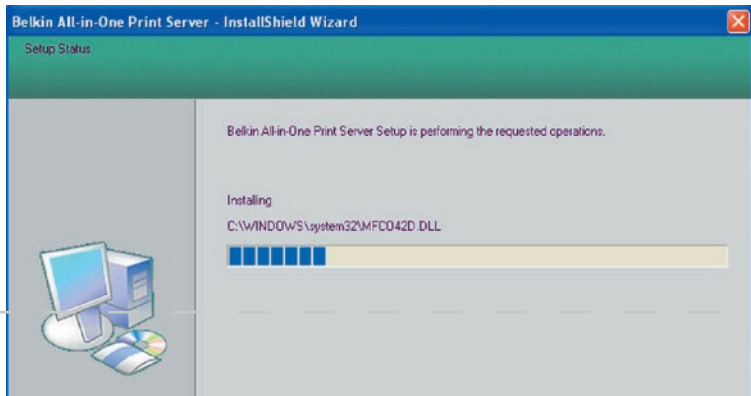 Belkin All-in-One Print Server - InstallShield Wizard
Setup Status
Belkin All-in-One Print Server Setup is performing the requested operations.
Installing
C:\WINDOWS\system32\MFCO42D.DLL